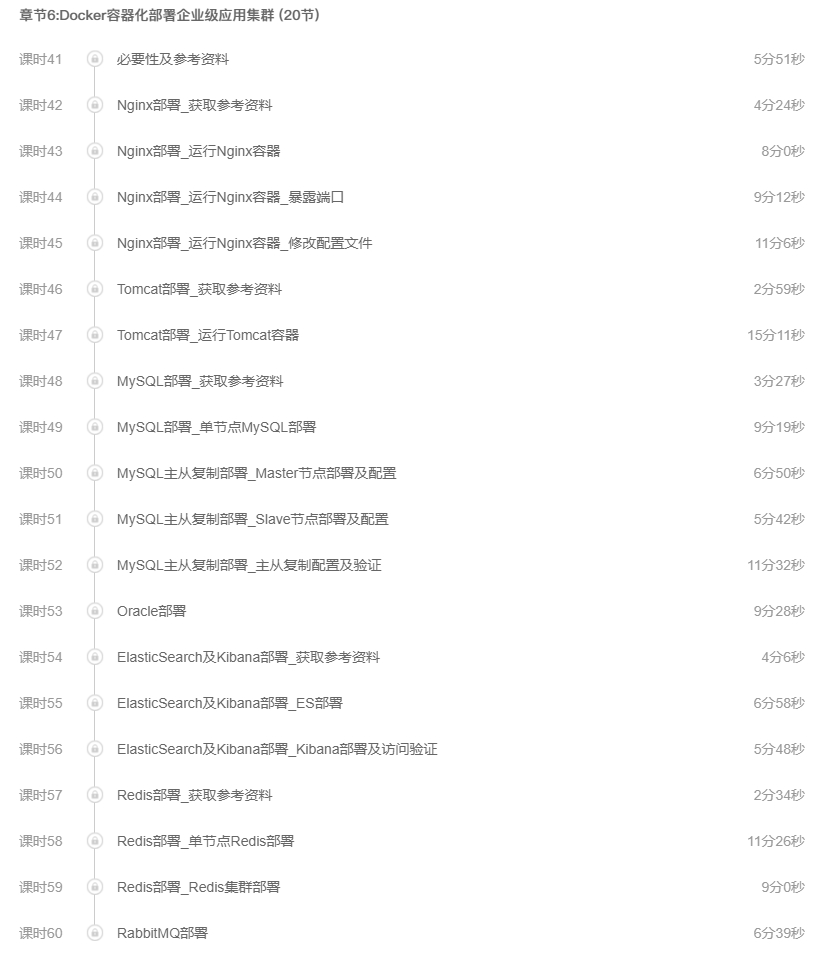 章节6:Docker容器化部署企业级应用集群 (20节)
课时41 必要性及参考资料 5分51秒
课时42 Nginx部署_获取参考资料 4分24秒
课时43 Nginx部署_运行Nginx容器 8分0秒
课时44 Nginx部署_运行Nginx容器_暴露端口 9分12秒
课时45 Nginx部署_运行Nginx容器_修改配置文件 11分6秒
课时46 Tomcat部署_获取参考资料 2分59秒
课时47 Tomcat部署_运行Tomcat容器 15分11秒
课时48 MySQL部署_获取参考资料 3分27秒
课时49 MySQL部署_单节点MySQL部署 9分19秒
课时50 MySQL主从复制部署_Master节点部署及配置 6分50秒
课时51 MySQL主从复制部署_Slave节点部署及配置 5分42秒
课时52 MySQL主从复制部署_主从复制配置及验证 11分32秒
课时53 Oracle部署 9分28秒
课时54 ElasticSearch及Kibana部署_获取参考资料 4分6秒
课时55 ElasticSearch及Kibana部署_ES部署 6分58秒
课时56 ElasticSearch及Kibana部署_Kibana部署及访问验证 5分48秒
课时57 Redis部署_获取参考资料 2分34秒
课时58 Redis部署_单节点Redis部署 11分26秒
课时59 Redis部署_Redis集群部署 9分0秒
课时60 RabbitMQ部署 6分39秒